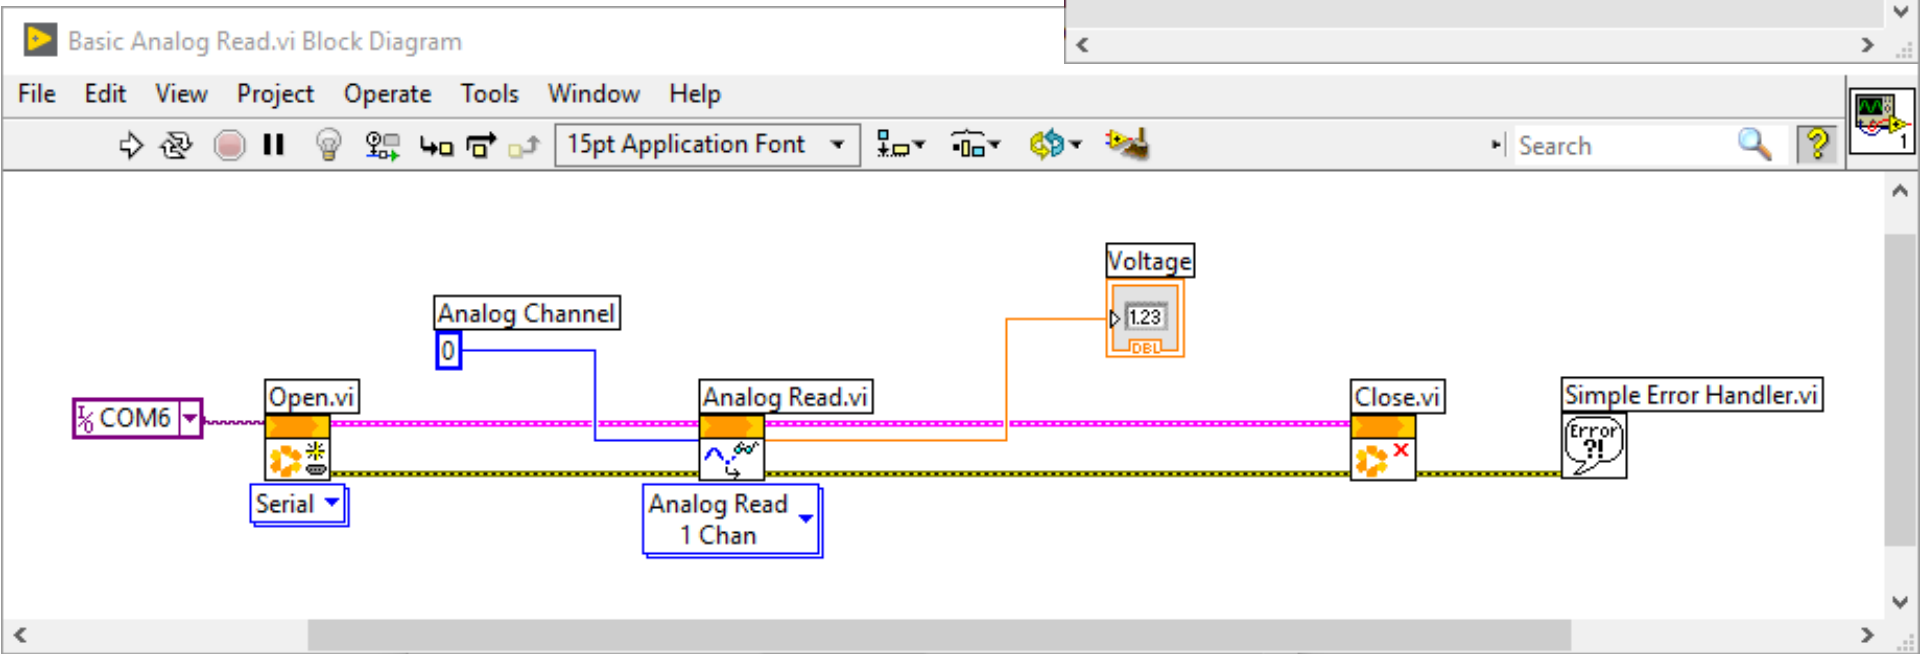 Basic Analog Read.vi Block Diagram
File Edit View Project Operate Tools Window Help
15pt Application Font
Search
1
Voltage
1.23
DBL
Analog Channel
0
I/O COM6
Open.vi
Analog Read.vi
Close.vi
Simple Error Handler.vi
Error
?!
Serial
Analog Read
1 Chan